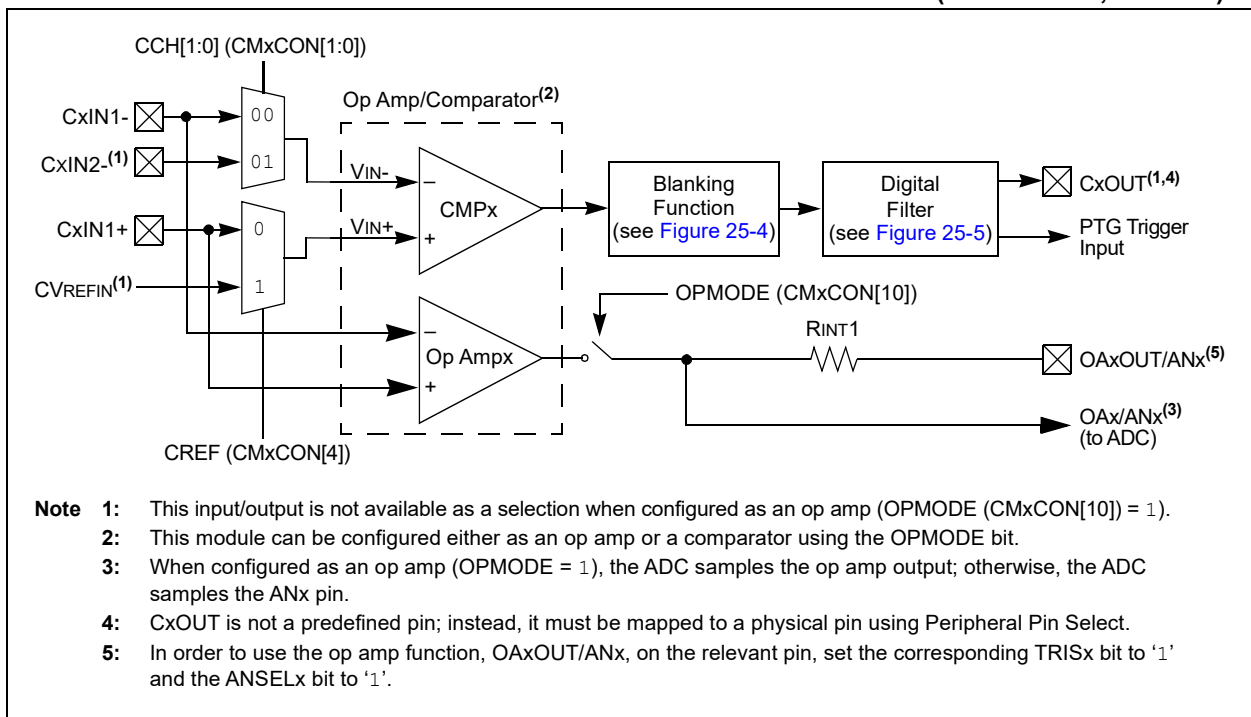 CCH[1:0] (CMxCON[1:0])
Op Amp/Comparator(2)
CxIN1-
00
CxIN2-(1)
01
VIN-
–
CMPx
Blanking
Function
(see Figure 25-4)
Digital
Filter
(see Figure 25-5)
CxOUT(1,4)
CxIN1+
0
VIN+
+
PTG Trigger
Input
CVREFIN(1)
1
OPMODE (CMxCON[10])
–
Op Ampx
+
RINT1
OAxOUT/ANx(5)
OAx/ANx(3)
(to ADC)
CREF (CMxCON[4])
Note 1: This input/output is not available as a selection when configured as an op amp (OPMODE (CMxCON[10]) = 1).
2: This module can be configured either as an op amp or a comparator using the OPMODE bit.
3: When configured as an op amp (OPMODE = 1), the ADC samples the op amp output; otherwise, the ADC
samples the ANx pin.
4: CxOUT is not a predefined pin; instead, it must be mapped to a physical pin using Peripheral Pin Select.
5: In order to use the op amp function, OAxOUT/ANx, on the relevant pin, set the corresponding TRISx bit to ‘1’
and the ANSELx bit to ‘1’.